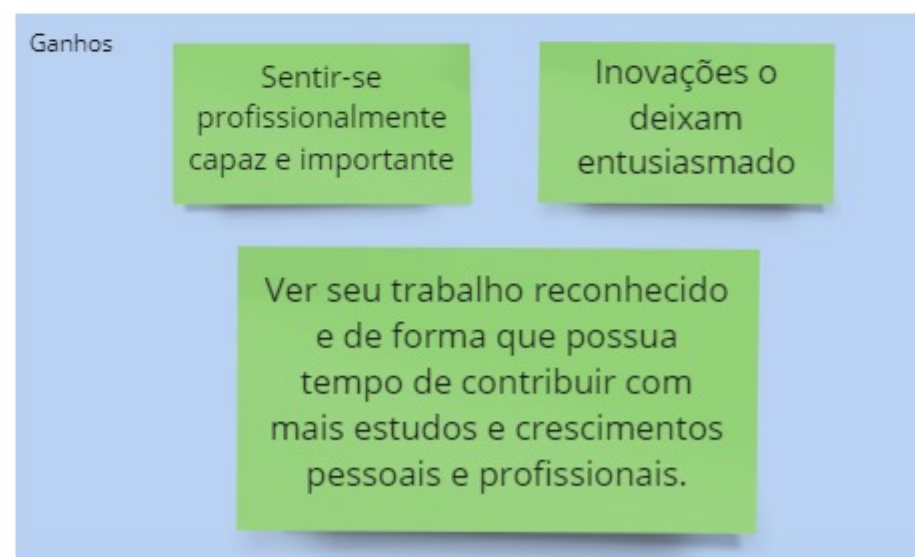 Ganhos
Sentir-se
profissionalmente
capaz e importante
Inovações o
deixam
entusiasmado
Ver seu trabalho reconhecido
e de forma que possua
tempo de contribuir com
mais estudos e crescimentos
pessoais e profissionais.